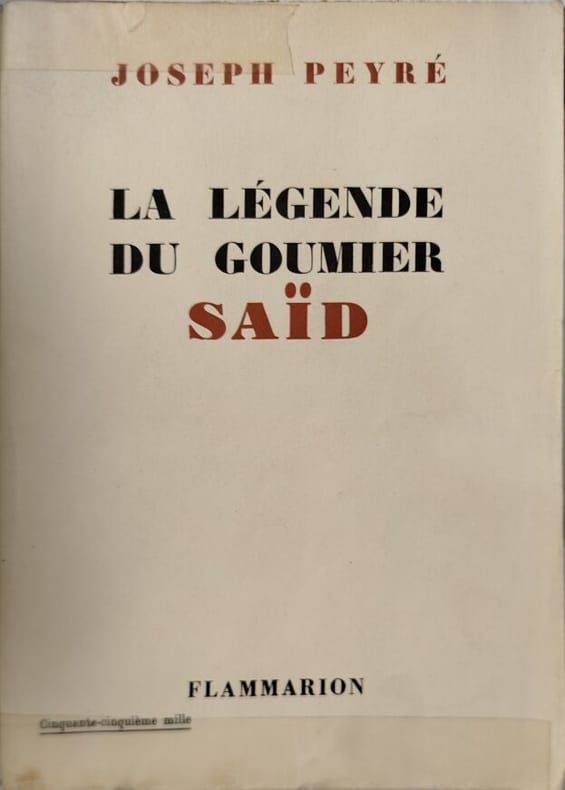 JOSEPH PEYRÉ
LA LÉGENDE
DU GOUMIER
SAÏD
FLAMMARION
Cinquante-cinquième mille